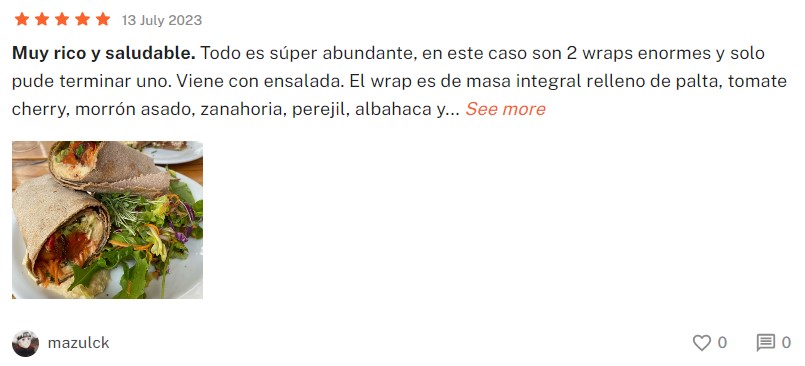 13 July 2023
Muy rico y saludable. Todo es súper abundante, en este caso son 2 wraps enormes y solo
pude terminar uno. Viene con ensalada. El wrap es de masa integral relleno de palta, tomate
cherry, morrón asado, zanahoria, perejil, albahaca y... See more
mazulck
0
0